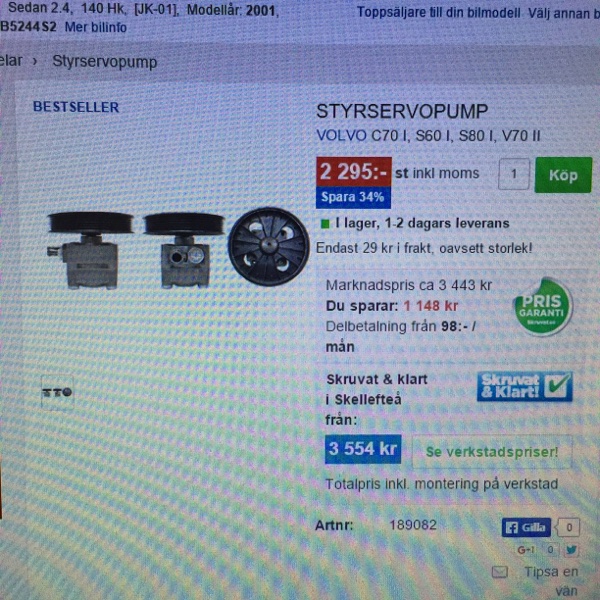 Sedan 2.4, 140 Hk, [JK-01], Modellår: 2001,
B5244S2 Mer bilinfo
Toppsäljare till din bilmodell Välj annan b
elar › Styrservopump
BESTSELLER
STYRSERVOPUMP
VOLVO C70 I, S60 I, S80 I, V70 II
2 295:- st inkl moms 1 Köp
Spara 34%
I lager, 1-2 dagars leverans
Endast 29 kr i frakt, oavsett storlek!
Marknadspris ca 3 443 kr
Du sparar: 1 148 kr
Delbetalning från 98:- /
mån
PRIS
GARANTI
Skruvat & klart
i Skellefteå
från:
Skruvat
& Klart!
3 554 kr Se verkstadspriser!
Totalpris inkl. montering på verkstad
Artnr: 189082
Gilla 0
G+1 0
Tipsa en
vän